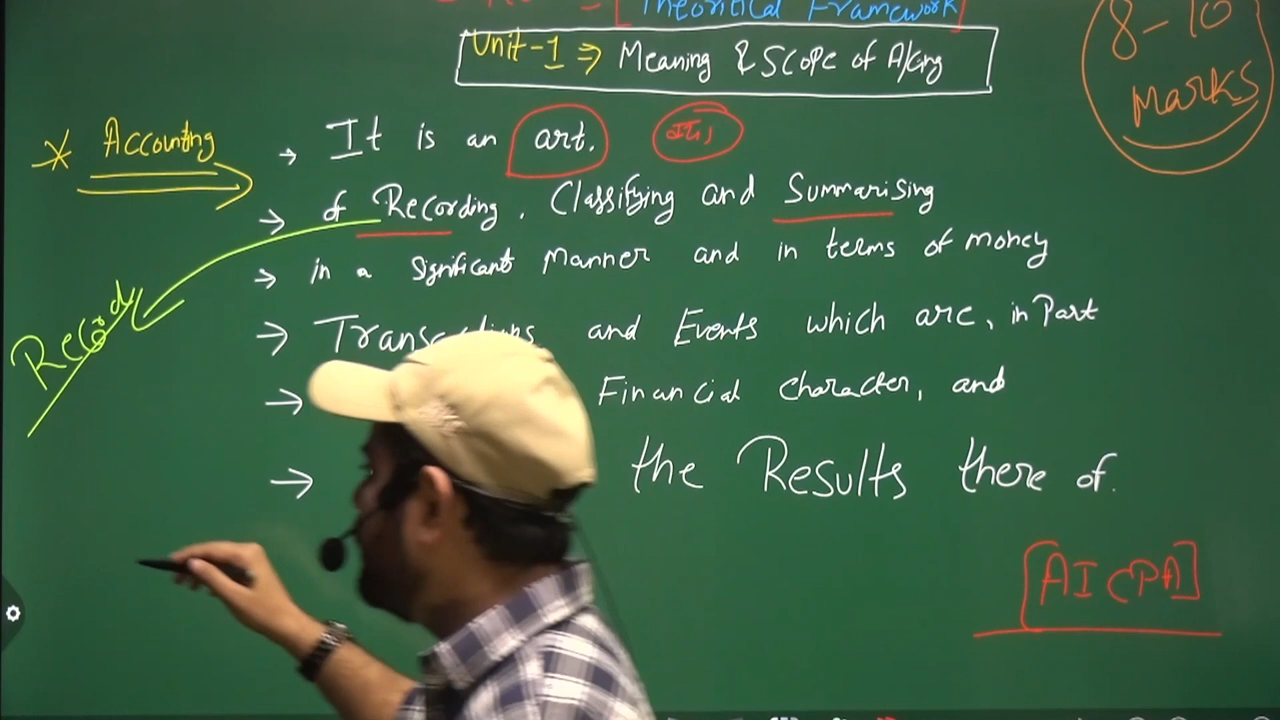 [Theoritical Framework]
Unit-1 ⇒ Meaning & Scope of A/cing
8-10 Marks
* Accounting → It is an art. कला
→ of Recording, Classifying and Summarising
→ in a significant Manner and in terms of money
→ and Events which are, in Part
→ Financial character, and
→ the Results there of.
Record
[AICPA]